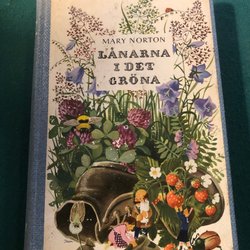 MARY NORTON
LÅNARNA
I DET
GRÖNA